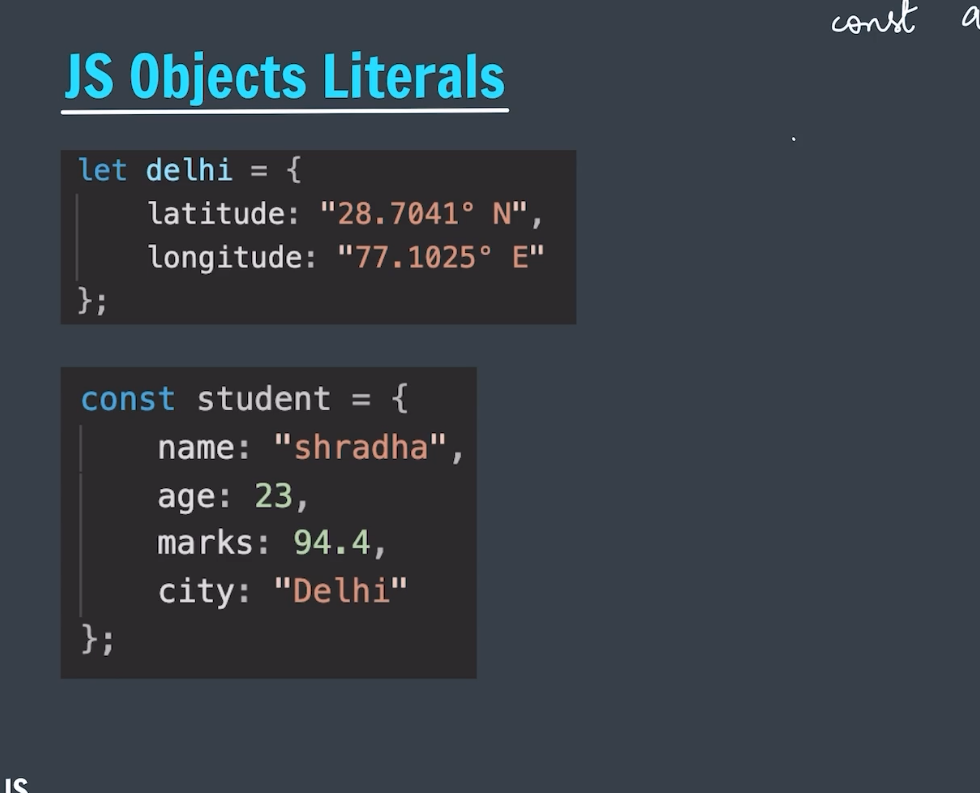 const
JS Objects Literals
let delhi = {
    latitude: "28.7041° N",
    longitude: "77.1025° E"
};
const student = {
    name: "shradha",
    age: 23,
    marks: 94.4,
    city: "Delhi"
};
JS